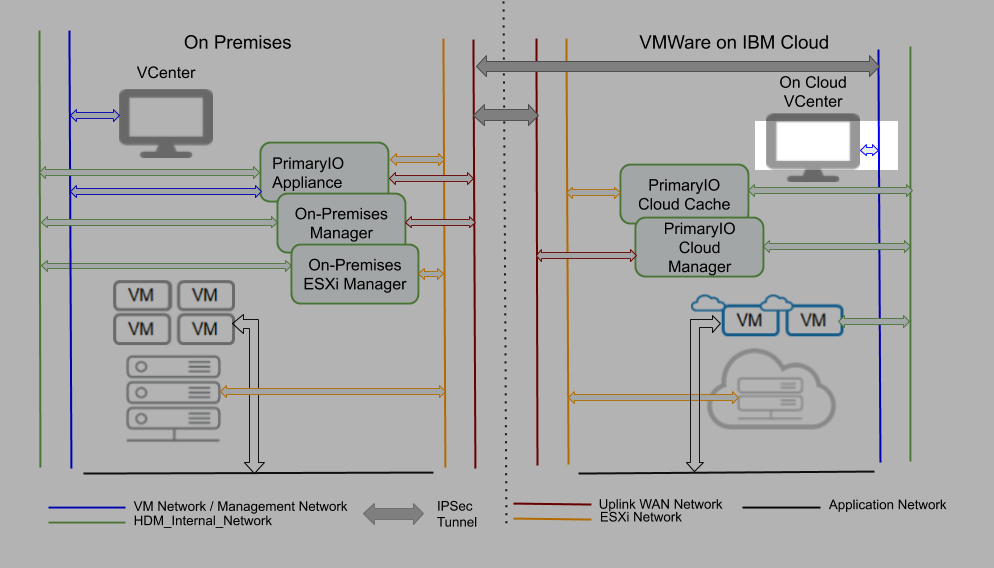 On Premises
VMWare on IBM Cloud
VCenter
On Cloud
VCenter
PrimaryIO
Appliance
On-Premises
Manager
On-Premises
ESXi Manager
PrimaryIO
Cloud Cache
PrimaryIO
Cloud
Manager
VM
VM
VM
VM
VM
VM
VM Network / Management Network
HDM_Internal_Network
IPSec
Tunnel
Uplink WAN Network
ESXi Network
Application Network